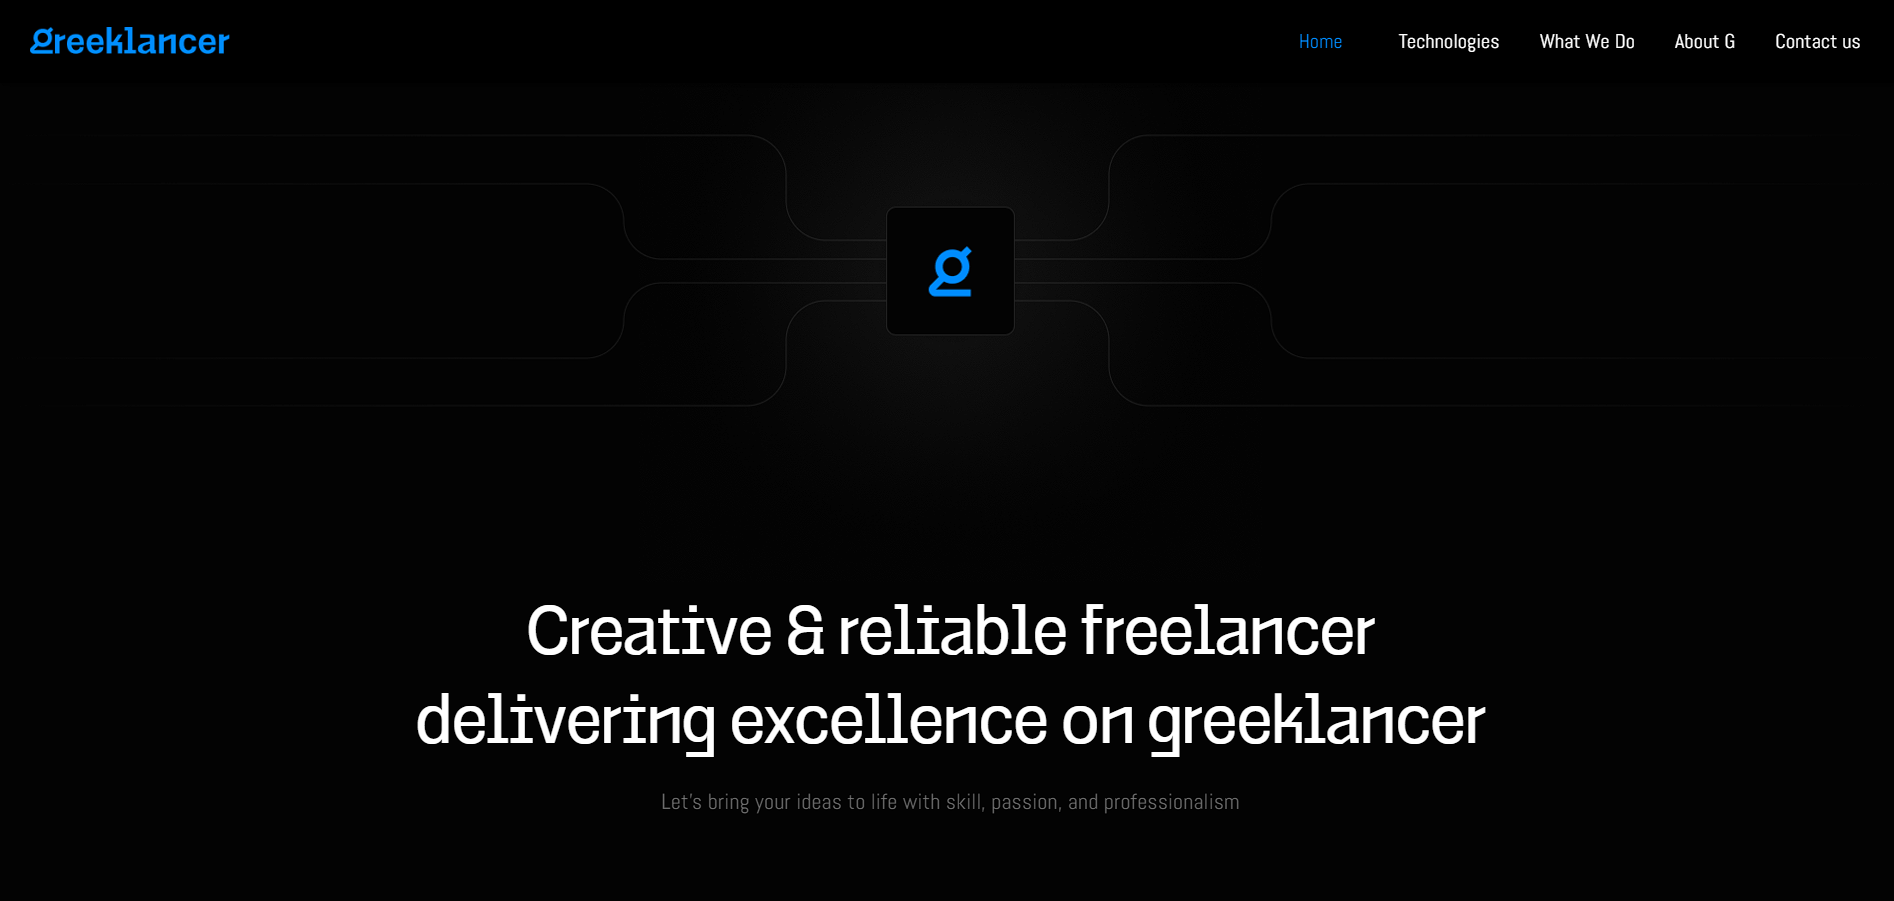 greeklancer
Home Technologies What We Do About G Contact us
g
Creative & reliable freelancer
delivering excellence on greeklancer
Let's bring your ideas to life with skill, passion, and professionalism